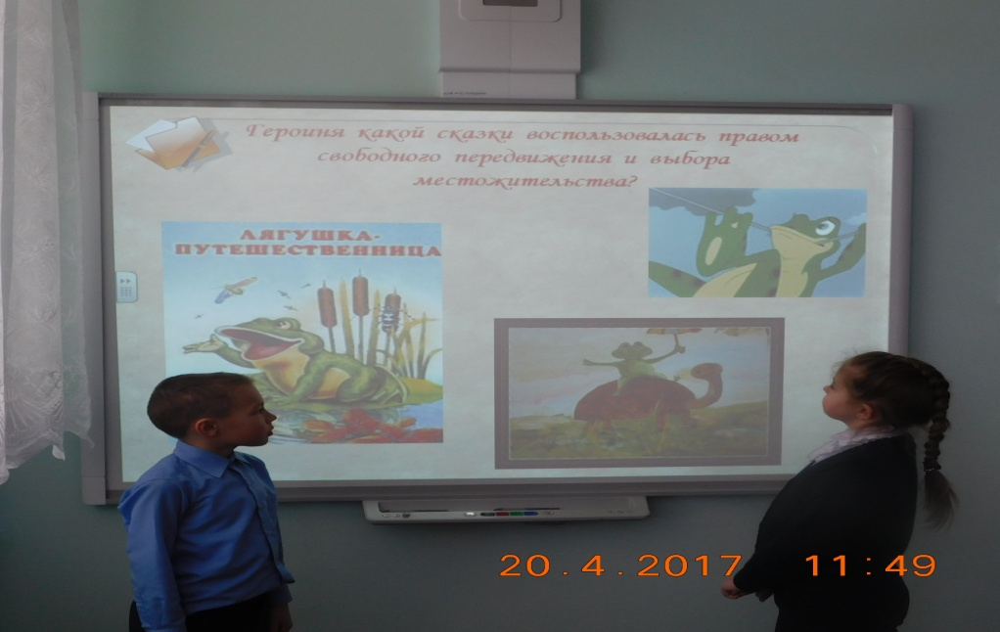 Героиня какой сказки воспользовалась правом
свободного передвижения и выбора
местожительства?
ЛЯГУШКА-
ПУТЕШЕСТВЕННИЦА
20.4.2017 11:49